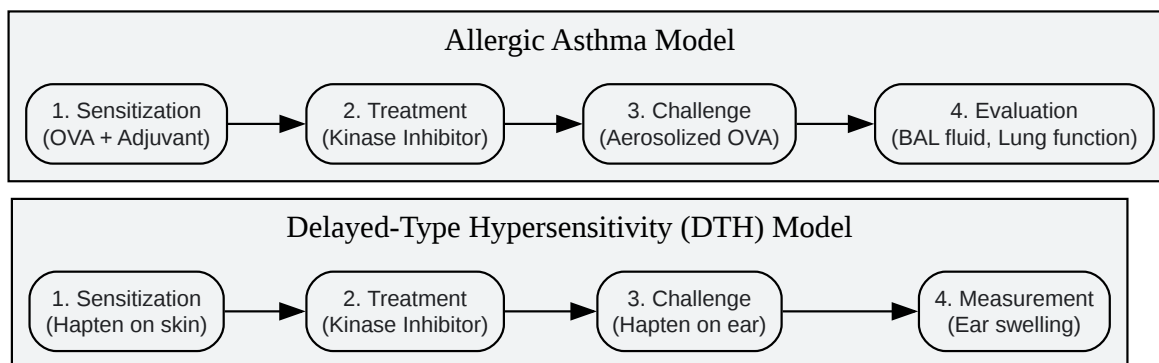 Allergic Asthma Model
1. Sensitization
(OVA + Adjuvant)
2. Treatment
(Kinase Inhibitor)
3. Challenge
(Aerosolized OVA)
4. Evaluation
(BAL fluid, Lung function)
Delayed-Type Hypersensitivity (DTH) Model
1. Sensitization
(Hapten on skin)
2. Treatment
(Kinase Inhibitor)
3. Challenge
(Hapten on ear)
4. Measurement
(Ear swelling)